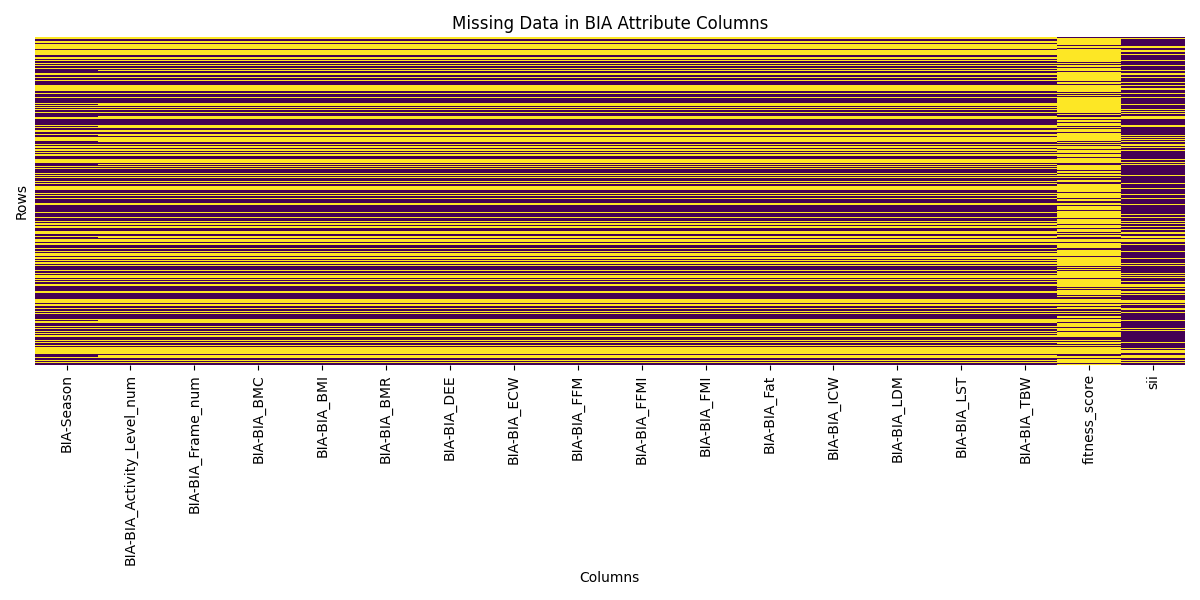 Missing Data in BIA Attribute Columns
Rows
BIA-Season
BIA-BIA_Activity_Level_num
BIA-BIA_Frame_num
BIA-BIA_BMC
BIA-BIA_BMI
BIA-BIA_BMR
BIA-BIA_DEE
BIA-BIA_ECW
BIA-BIA_FFM
BIA-BIA_FFMI
BIA-BIA_FMI
BIA-BIA_Fat
BIA-BIA_ICW
BIA-BIA_LDM
BIA-BIA_LST
BIA-BIA_TBW
fitness_score
sii
Columns